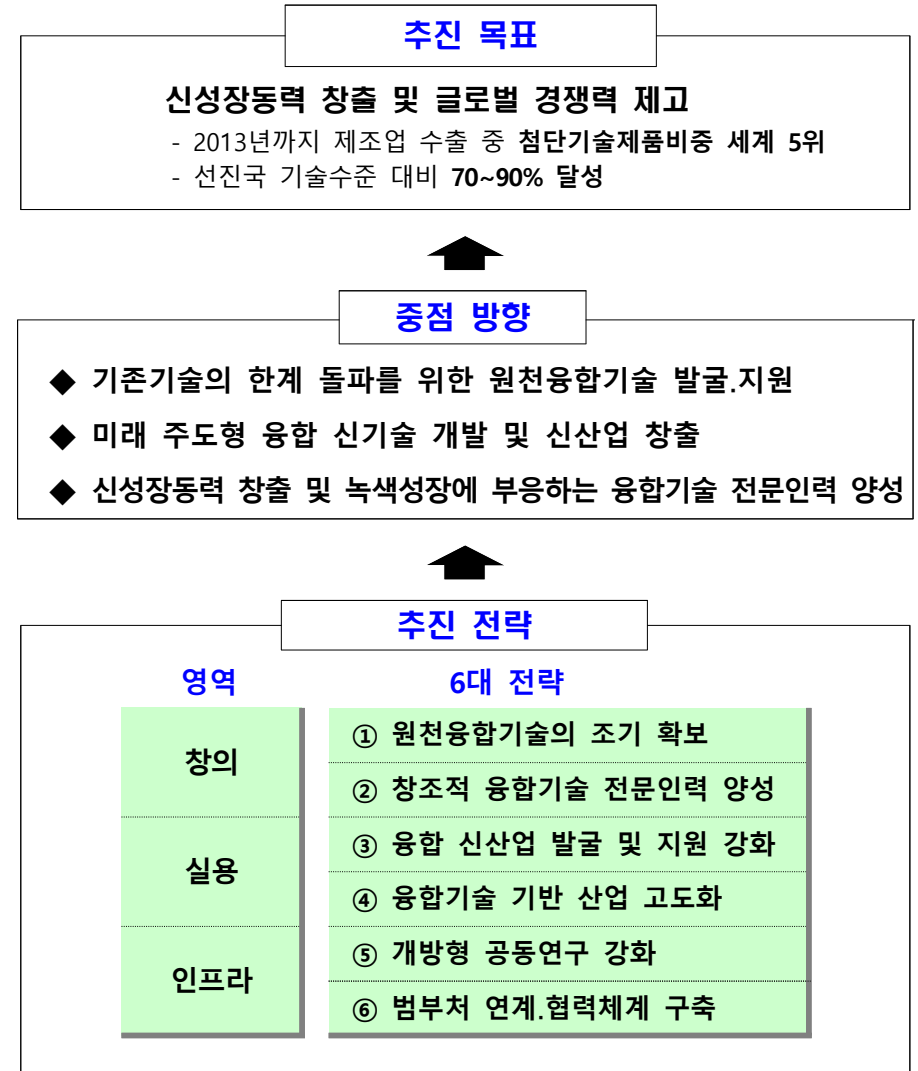 추진 목표
신성장동력 창출 및 글로벌 경쟁력 제고
- 2013년까지 제조업 수출 중 첨단기술제품비중 세계 5위
- 선진국 기술수준 대비 70~90% 달성
중점 방향
◆ 기존기술의 한계 돌파를 위한 원천융합기술 발굴.지원
◆ 미래 주도형 융합 신기술 개발 및 신산업 창출
◆ 신성장동력 창출 및 녹색성장에 부응하는 융합기술 전문인력 양성
추진 전략
영역 6대 전략
창의
① 원천융합기술의 조기 확보
② 창조적 융합기술 전문인력 양성
실용
③ 융합 신산업 발굴 및 지원 강화
④ 융합기술 기반 산업 고도화
인프라
⑤ 개방형 공동연구 강화
⑥ 범부처 연계.협력체계 구축